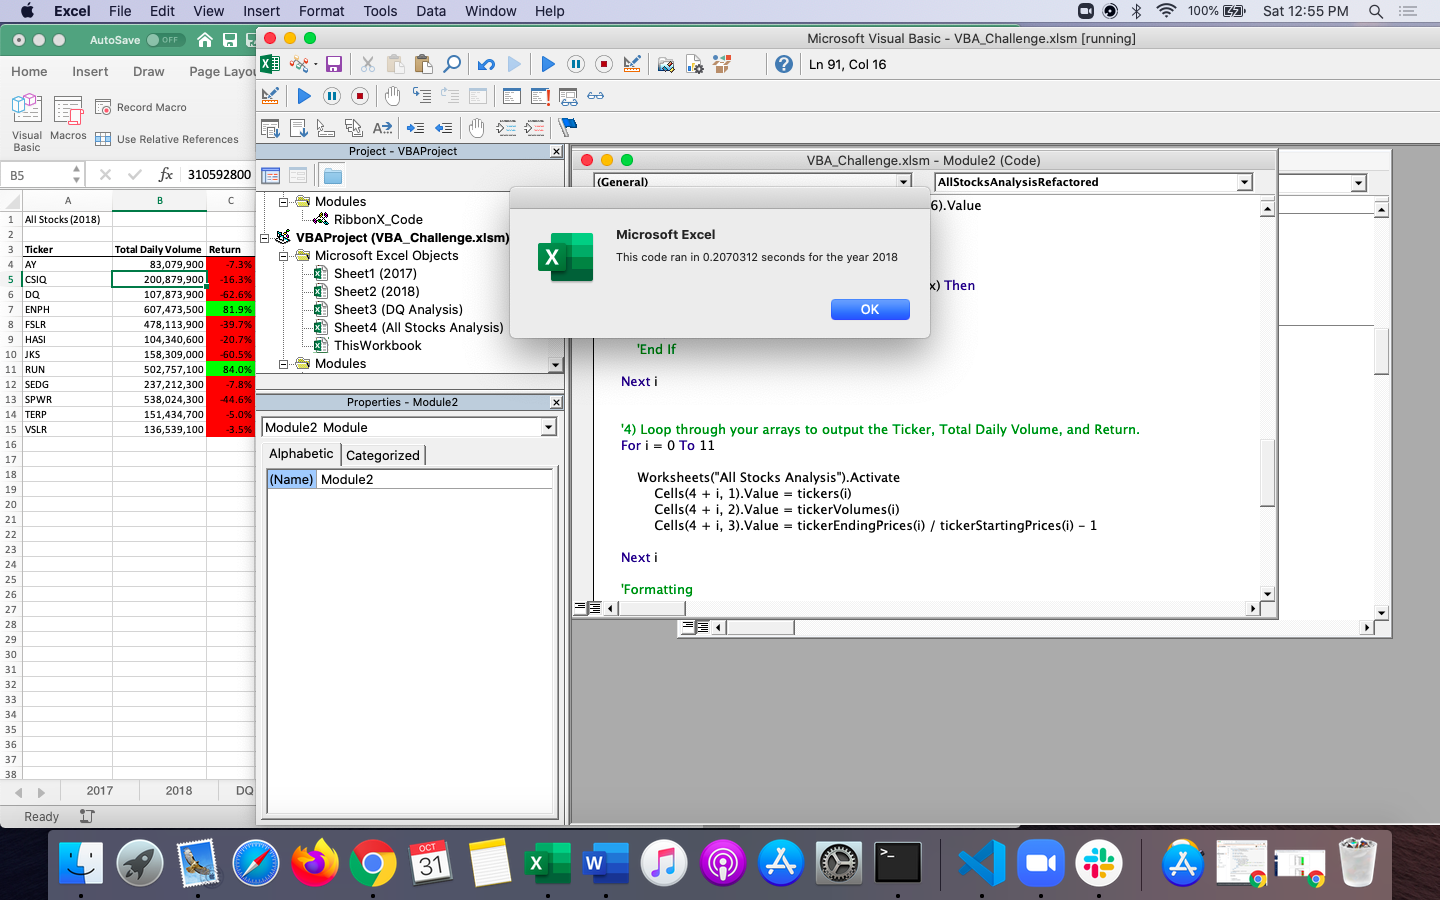 Excel File Edit View Insert Format Tools Data Window Help 100% Sat 12:55 PM
AutoSave OFF
Microsoft Visual Basic - VBA_Challenge.xlsm [running]
Home Insert Draw Page Layou
Ln 91, Col 16
Record Macro
Visual Basic
Macros
Use Relative References
B5 fx 310592800
Project - VBAProject
Modules
RibbonX_Code
VBAProject (VBA_Challenge.xlsm)
Microsoft Excel Objects
Sheet1 (2017)
Sheet2 (2018)
Sheet3 (DQ Analysis)
Sheet4 (All Stocks Analysis)
ThisWorkbook
Modules
A B C
1 All Stocks (2018)
2
3 Ticker Total Daily Volume Return
4 AY 83,079,900 -7.3%
5 CSIQ 200,879,900 -16.3%
6 DQ 107,873,900 -62.6%
7 ENPH 607,473,500 81.9%
8 FSLR 478,113,900 -39.7%
9 HASI 104,340,600 -20.7%
10 JKS 158,309,000 -60.5%
11 RUN 502,757,100 84.0%
12 SEDG 237,212,300 -7.8%
13 SPWR 538,024,300 -44.6%
14 TERP 151,434,700 -5.0%
15 VSLR 136,539,100 -3.5%
16
17
18
19
20
21
22
23
24
25
26
27
28
29
30
31
32
33
34
35
36
37
38
2017 2018 DQ
Ready
Properties - Module2
Module2 Module
Alphabetic Categorized
(Name) Module2
VBA_Challenge.xlsm - Module2 (Code)
(General) AllStocksAnalysisRefactored
6).Value
Microsoft Excel
This code ran in 0.2070312 seconds for the year 2018
OK
x) Then
'End If
Next i
'4) Loop through your arrays to output the Ticker, Total Daily Volume, and Return.
For i = 0 To 11
Worksheets("All Stocks Analysis").Activate
Cells(4 + i, 1).Value = tickers(i)
Cells(4 + i, 2).Value = tickerVolumes(i)
Cells(4 + i, 3).Value = tickerEndingPrices(i) / tickerStartingPrices(i) - 1
Next i
'Formatting
OCT
31